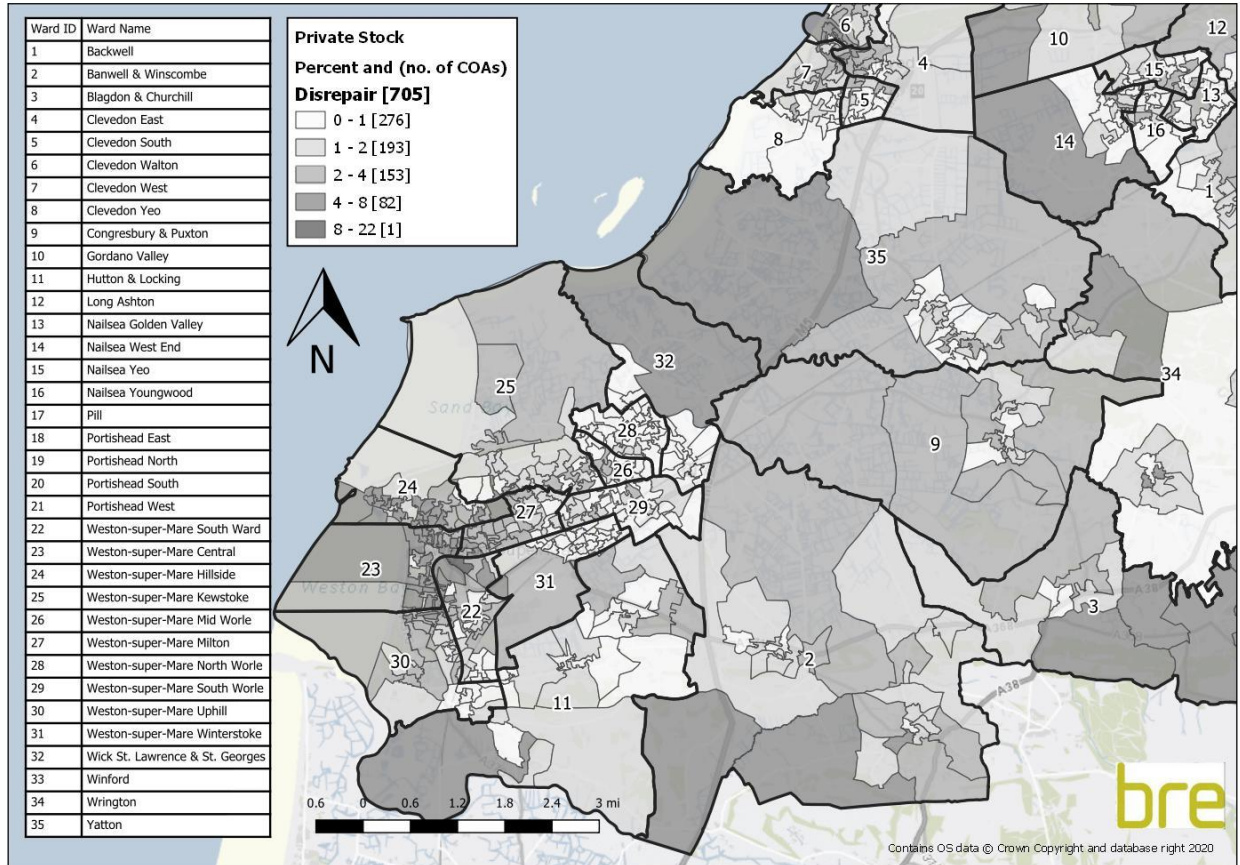 Ward ID Ward Name
1 Backwell
2 Banwell & Winscombe
3 Blagdon & Churchill
4 Clevedon East
5 Clevedon South
6 Clevedon Walton
7 Clevedon West
8 Clevedon Yeo
9 Congresbury & Puxton
10 Gordano Valley
11 Hutton & Locking
12 Long Ashton
13 Nailsea Golden Valley
14 Nailsea West End
15 Nailsea Yeo
16 Nailsea Youngwood
17 Pill
18 Portishead East
19 Portishead North
20 Portishead South
21 Portishead West
22 Weston-super-Mare South Ward
23 Weston-super-Mare Central
24 Weston-super-Mare Hillside
25 Weston-super-Mare Kewstoke
26 Weston-super-Mare Mid Worle
27 Weston-super-Mare Milton
28 Weston-super-Mare North Worle
29 Weston-super-Mare South Worle
30 Weston-super-Mare Uphill
31 Weston-super-Mare Winterstoke
32 Wick St. Lawrence & St. Georges
33 Winford
34 Wrington
35 Yatton
Private Stock
Percent and (no. of COAs)
Disrepair [705]
0 - 1 [276]
1 - 2 [193]
2 - 4 [153]
4 - 8 [82]
8 - 22 [1]
N
6
10
12
4
7
15
5
13
20
8
14
16
1
35
M5
32
34
25
Sand Bay
28
9
26
24
29
27
23
31
Weston Bay
22
3
A38
A368
30
2
A38
11
0.6 0 0.6 1.2 1.8 2.4 3 mi
bre
Contains OS data © Crown Copyright and database right 2020